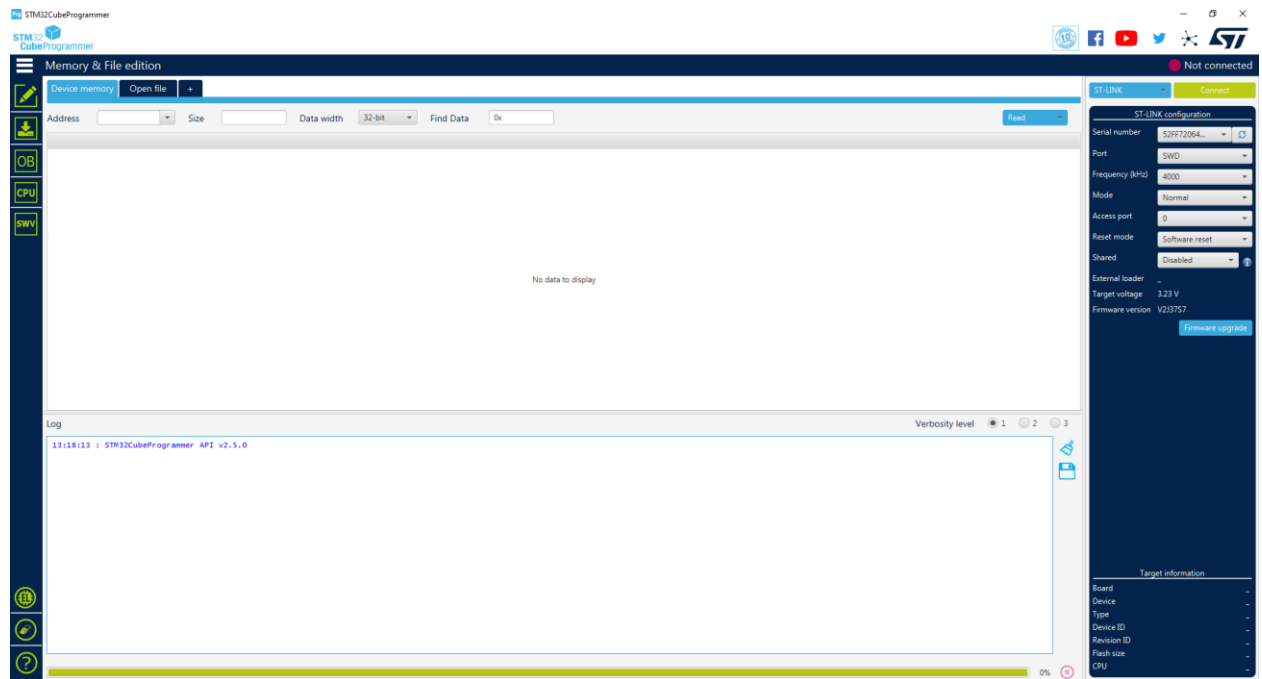 Prg STM32CubeProgrammer
STM32
CubeProgrammer
Memory & File edition
Not connected
Device memory Open file +
ST-LINK Connect
Address Size Data width 32-bit Find Data 0x Read
ST-LINK configuration
Serial number 52FF72064...
Port SWD
Frequency (kHz) 4000
Mode Normal
Access port 0
Reset mode Software reset
Shared Disabled
External loader _
Target voltage 3.23 V
Firmware version V2J37S7
Firmware upgrade
OB
CPU
SWV
No data to display
Log Verbosity level 1 2 3
13:18:13 : STM32CubeProgrammer API v2.5.0
Target information
Board _
Device _
Type _
Device ID _
Revision ID _
Flash size _
CPU _
0%